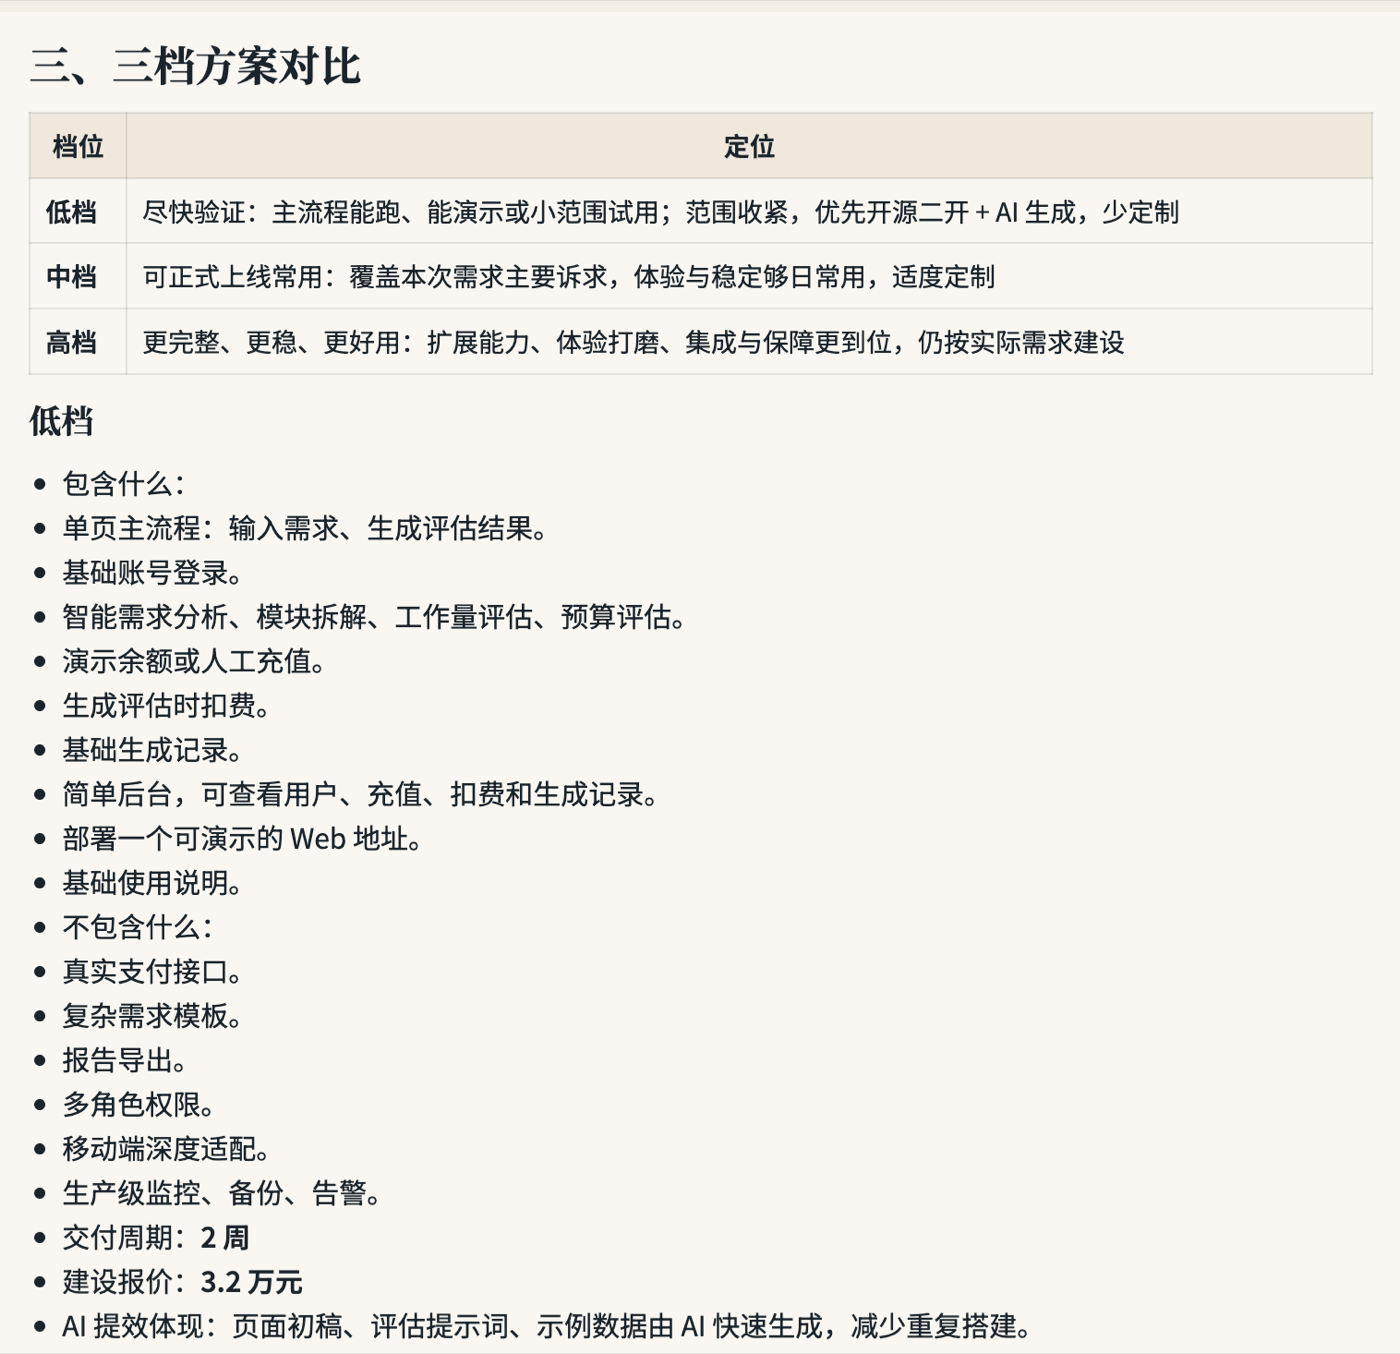 三、三档方案对比
档位 定位
低档 尽快验证：主流程能跑、能演示或小范围试用；范围收紧，优先开源二开 + AI 生成，少定制
中档 可正式上线常用：覆盖本次需求主要诉求，体验与稳定够日常用，适度定制
高档 更完整、更稳、更好用：扩展能力、体验打磨、集成与保障更到位，仍按实际需求建设
低档
• 包含什么：
• 单页主流程：输入需求、生成评估结果。
• 基础账号登录。
• 智能需求分析、模块拆解、工作量评估、预算评估。
• 演示余额或人工充值。
• 生成评估时扣费。
• 基础生成记录。
• 简单后台，可查看用户、充值、扣费和生成记录。
• 部署一个可演示的 Web 地址。
• 基础使用说明。
• 不包含什么：
• 真实支付接口。
• 复杂需求模板。
• 报告导出。
• 多角色权限。
• 移动端深度适配。
• 生产级监控、备份、告警。
• 交付周期：2 周
• 建设报价：3.2 万元
• AI 提效体现：页面初稿、评估提示词、示例数据由 AI 快速生成，减少重复搭建。